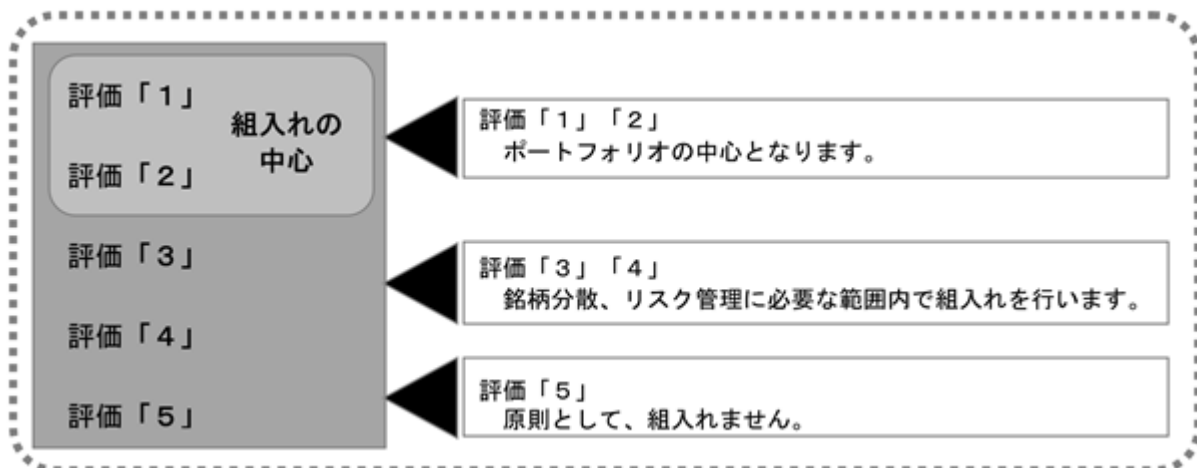 評価「１」
評価「２」
組入れの
中心
評価「３」
評価「４」
評価「５」
評価「１」「２」
ポートフォリオの中心となります。
評価「３」「４」
銘柄分散、リスク管理に必要な範囲内で組入れを行います。
評価「５」
原則として、組入れません。